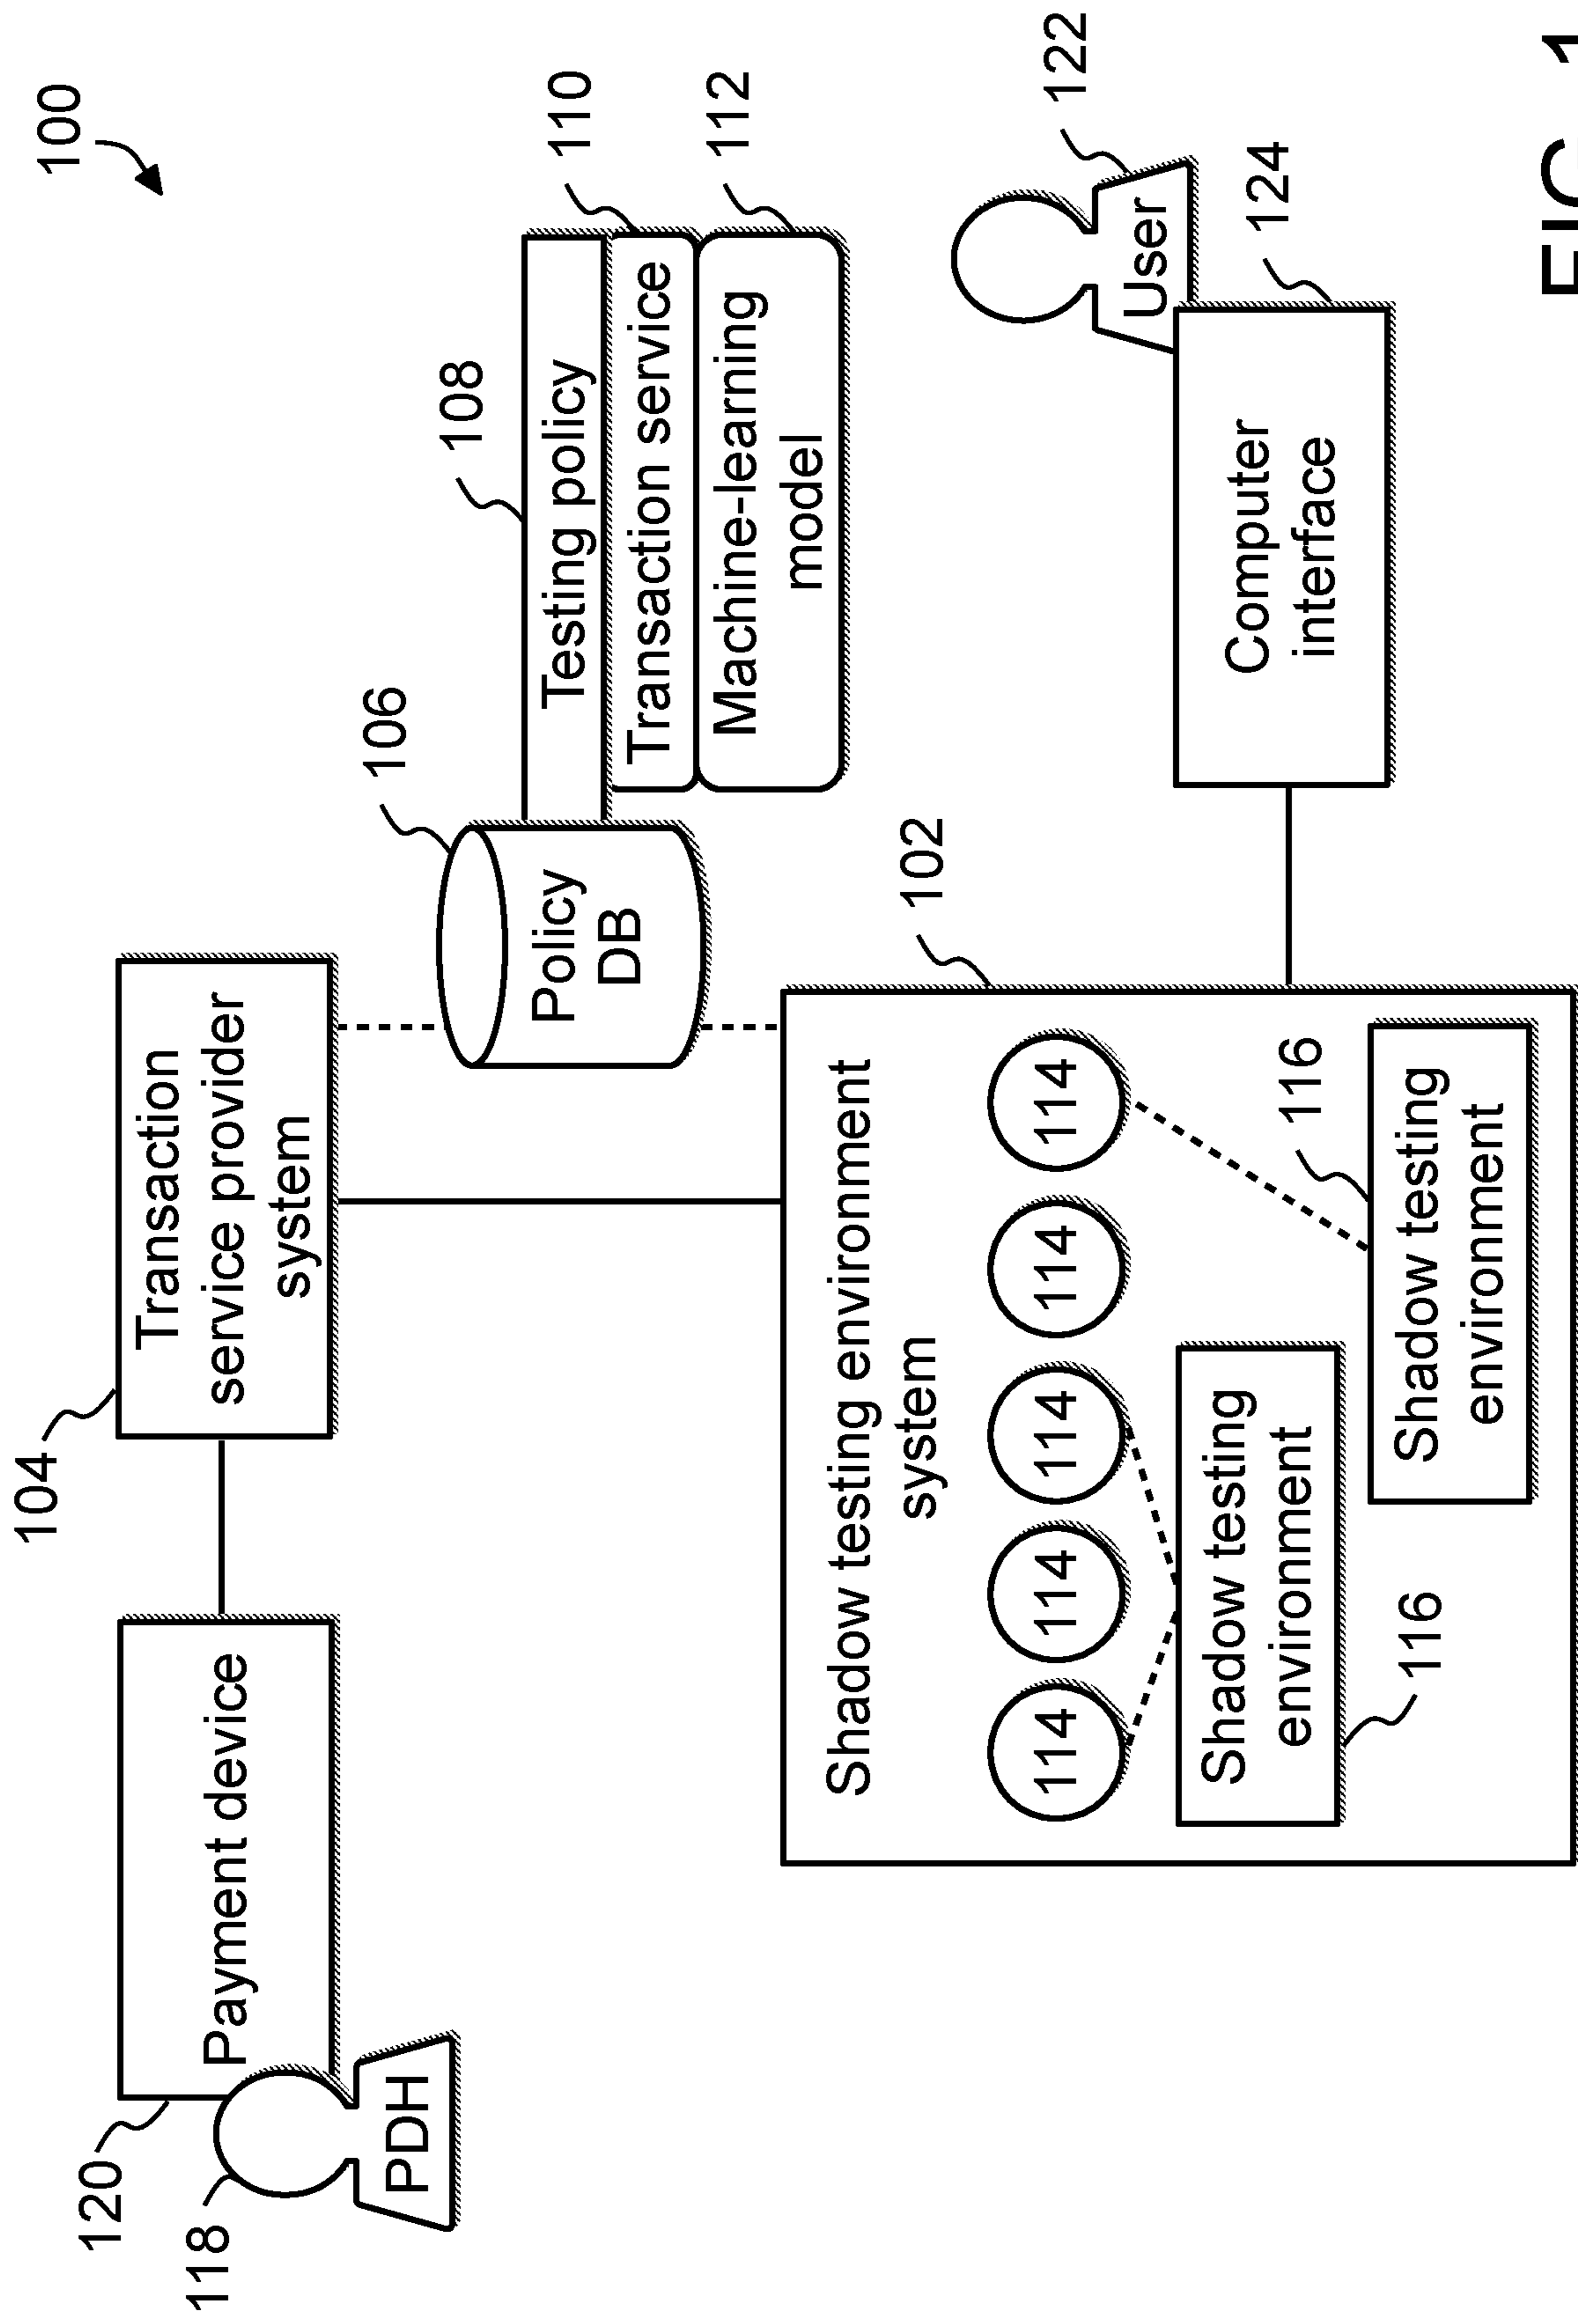 100
104
Transaction
service provider
system
Payment device
120
118
PDH
106
Policy
DB
108
Testing policy
110
Transaction service
112
Machine-learning
model
102
Shadow testing environment
system
114
114
114
114
114
Shadow testing
environment
116
Shadow testing
environment
116
Computer
interface
124
User
122